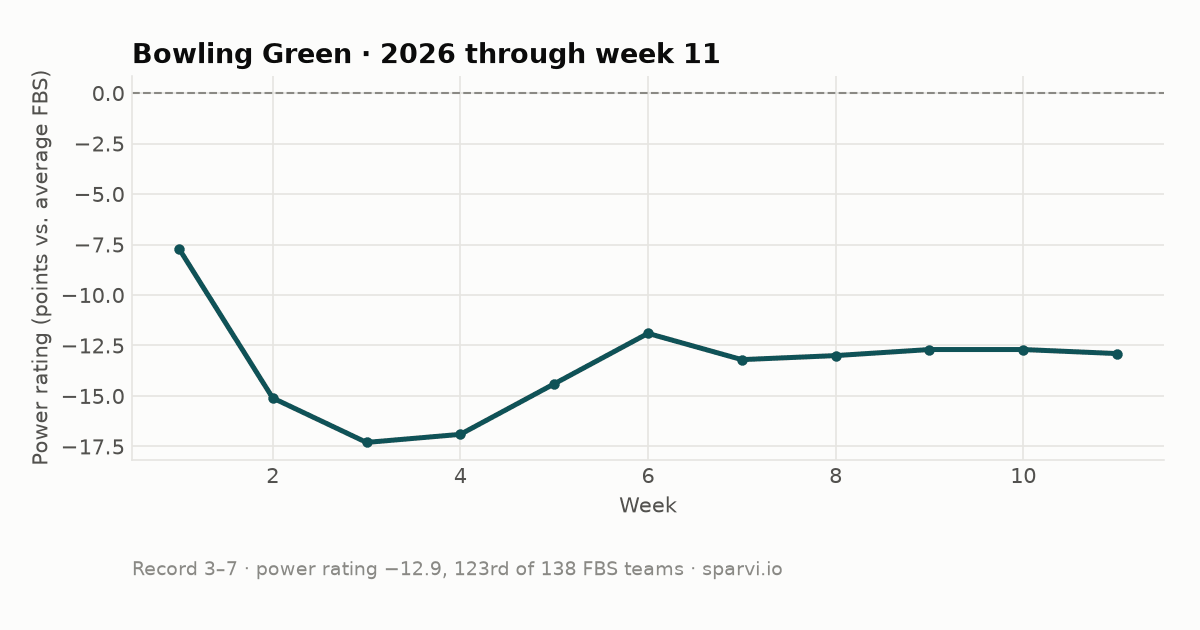 Bowling Green · 2026 through week 11
Power rating (points vs. average FBS)
0.0
−2.5
−5.0
−7.5
−10.0
−12.5
−15.0
−17.5
2 4 6 8 10
Week
Record 3–7 · power rating −12.9, 123rd of 138 FBS teams · sparvi.io